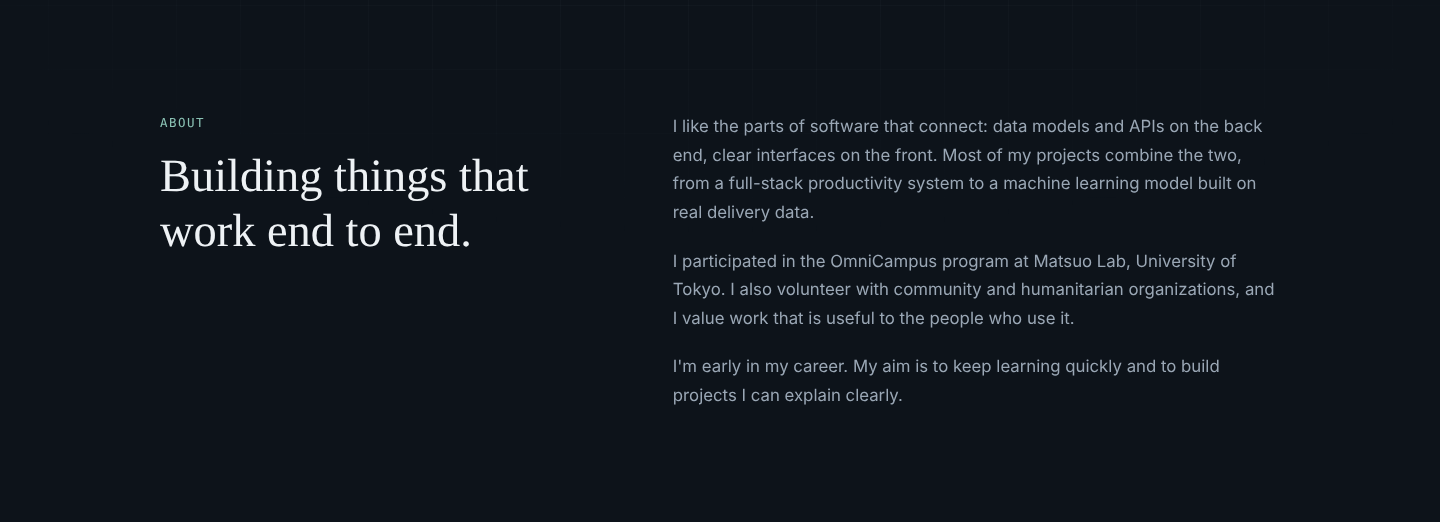 ABOUT
Building things that
work end to end.
I like the parts of software that connect: data models and APIs on the back
end, clear interfaces on the front. Most of my projects combine the two,
from a full-stack productivity system to a machine learning model built on
real delivery data.
I participated in the OmniCampus program at Matsuo Lab, University of
Tokyo. I also volunteer with community and humanitarian organizations, and
I value work that is useful to the people who use it.
I'm early in my career. My aim is to keep learning quickly and to build
projects I can explain clearly.